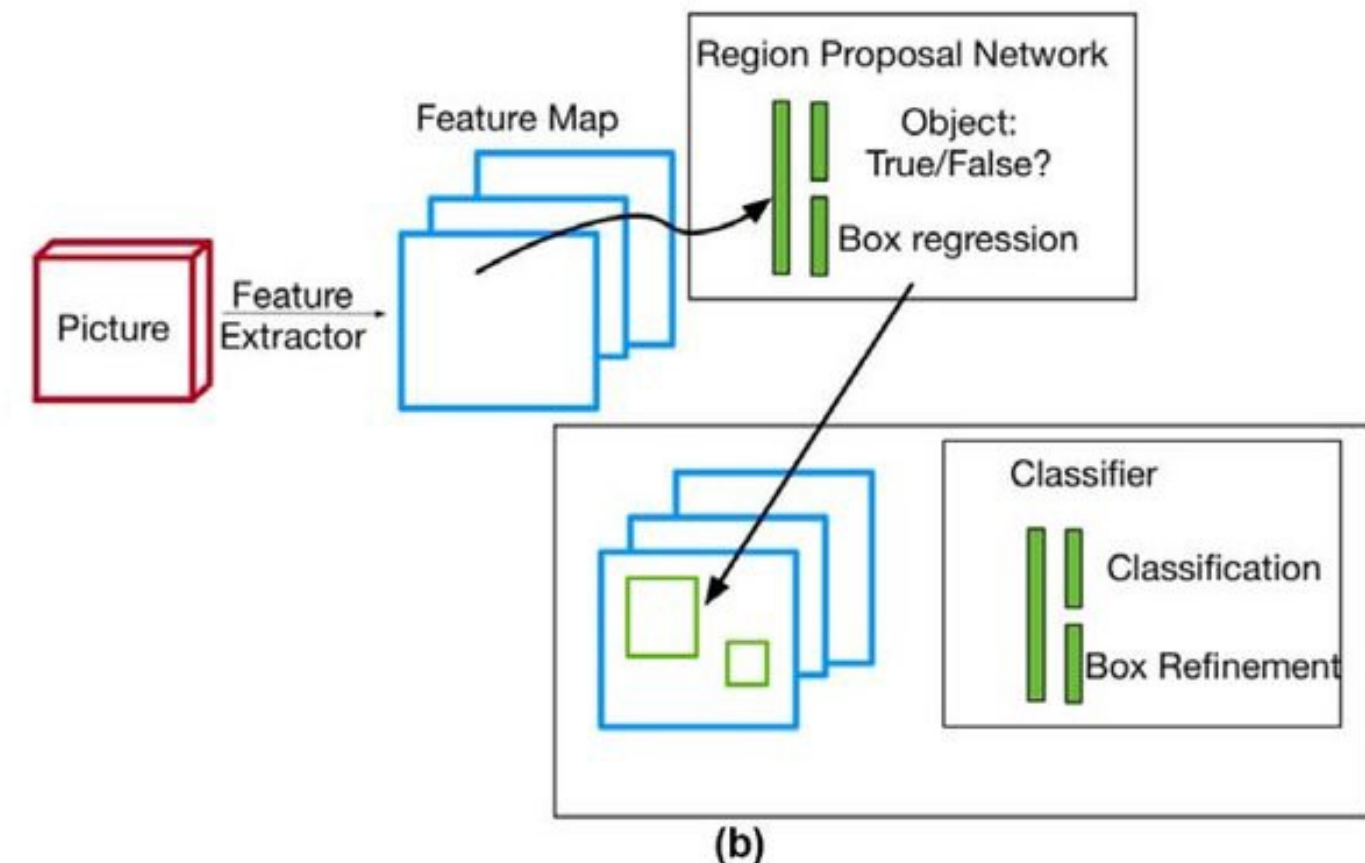 Region Proposal Network
Feature Map
Object:
True/False?
Box regression
Picture
Feature
Extractor
Classifier
Classification
Box Refinement
(b)